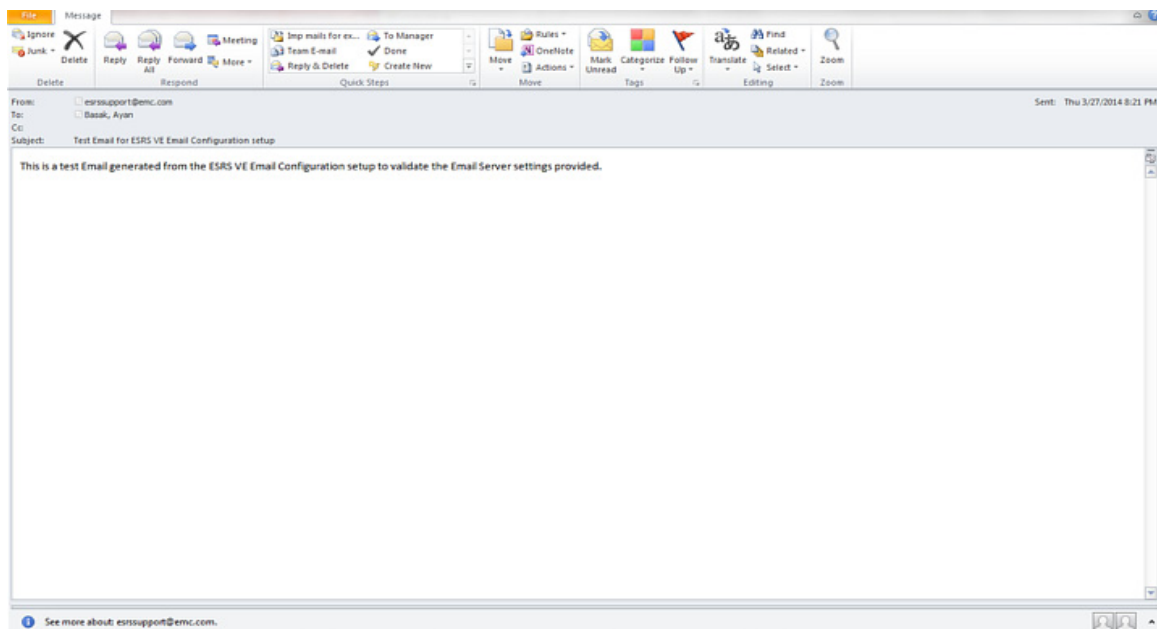 File Message
Ignore
Junk
Delete
Reply
Reply All
Forward
Meeting
More
Imp mails for ex...
To Manager
Team E-mail
Done
Reply & Delete
Create New
Move
Rules
OneNote
Actions
Mark Unread
Categorize
Follow Up
Translate
Find
Related
Select
Zoom
Delete Respond Quick Steps Move Tags Editing Zoom
From: esrssupport@emc.com Sent: Thu 3/27/2014 8:21 PM
To: Basak, Ayan
Cc:
Subject: Test Email for ESRS VE Email Configuration setup
This is a test Email generated from the ESRS VE Email Configuration setup to validate the Email Server settings provided.
See more about: esrssupport@emc.com.